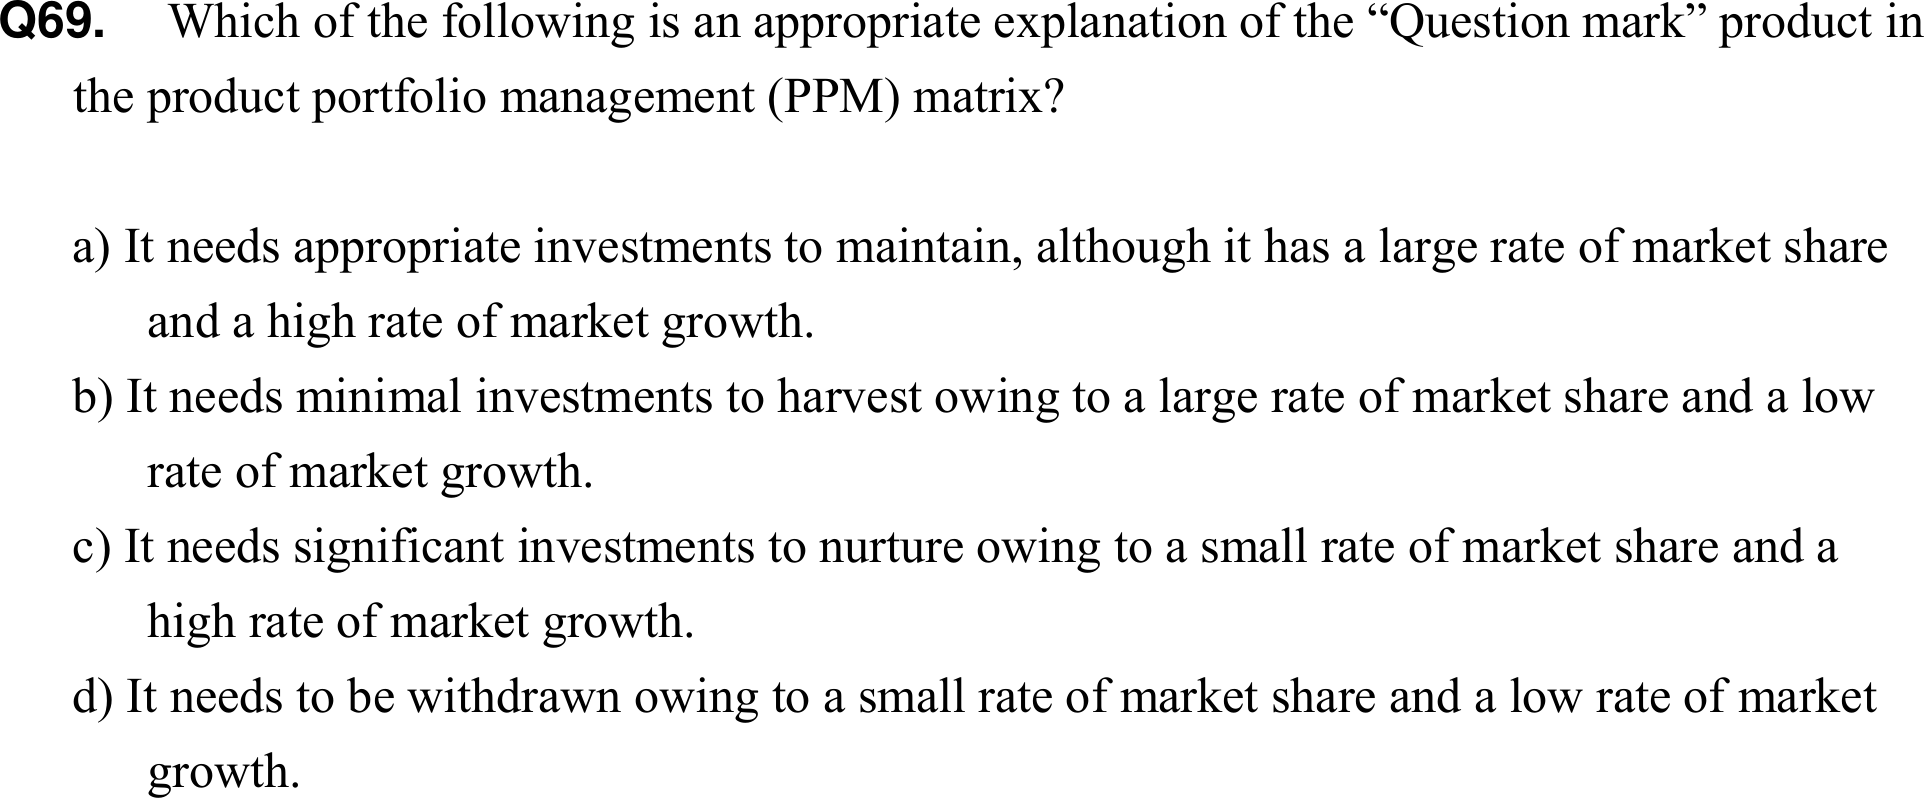 Q69. Which of the following is an appropriate explanation of the “Question mark” product in
the product portfolio management (PPM) matrix?
a) It needs appropriate investments to maintain, although it has a large rate of market share
and a high rate of market growth.
b) It needs minimal investments to harvest owing to a large rate of market share and a low
rate of market growth.
c) It needs significant investments to nurture owing to a small rate of market share and a
high rate of market growth.
d) It needs to be withdrawn owing to a small rate of market share and a low rate of market
growth.